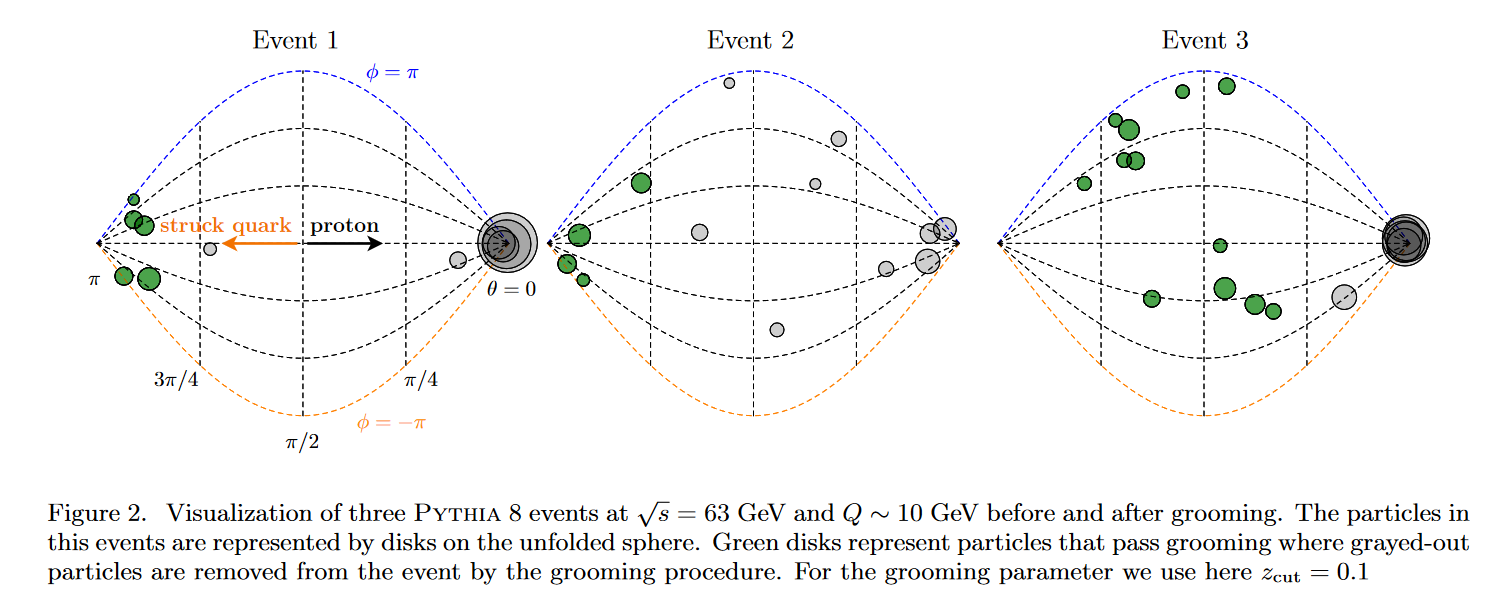 Event 1
Event 2
Event 3
ϕ = π
struck quark
proton
π
θ = 0
3π/4
π/4
ϕ = −π
π/2
Figure 2. Visualization of three PYTHIA 8 events at √s = 63 GeV and Q ∼ 10 GeV before and after grooming. The particles in
this events are represented by disks on the unfolded sphere. Green disks represent particles that pass grooming where grayed-out
particles are removed from the event by the grooming procedure. For the grooming parameter we use here z_cut = 0.1